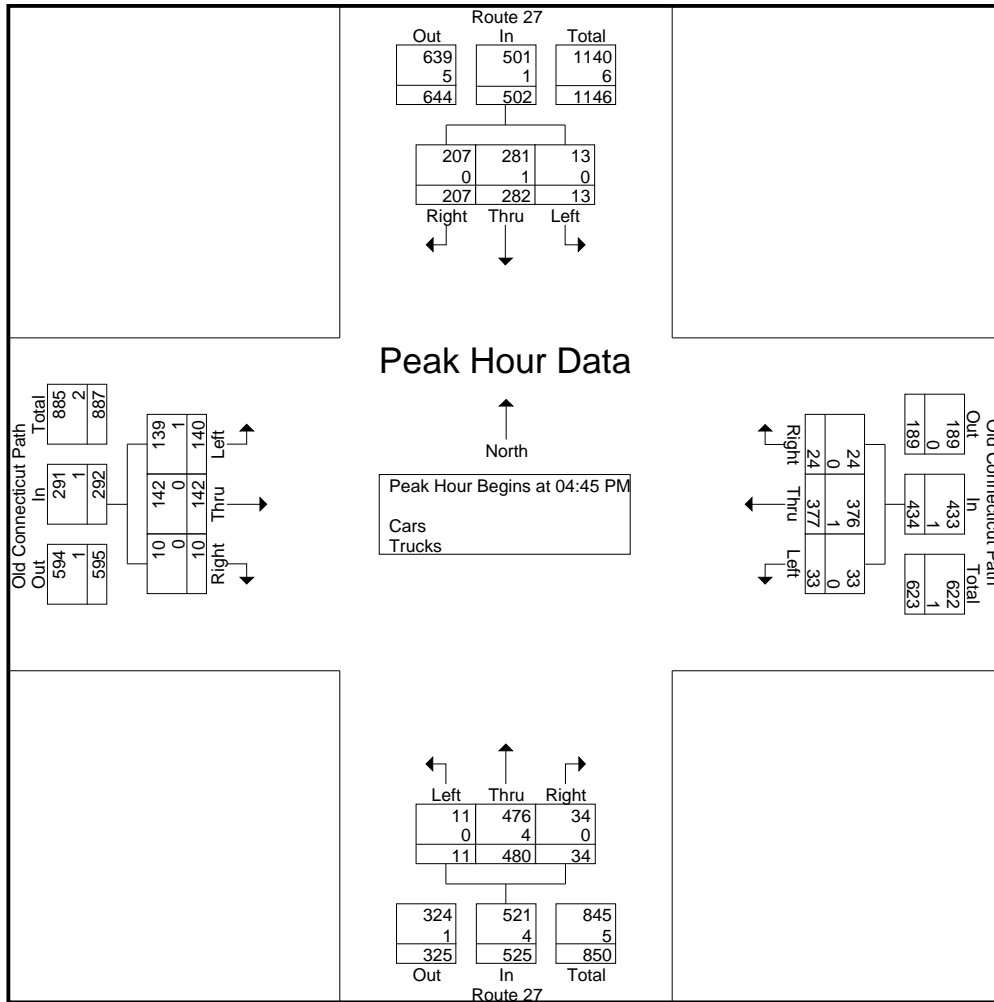 Route 27
Out In Total
639 501 1140
5 1 6
644 502 1146
207 281 13
0 1 0
207 282 13
Right Thru Left
Peak Hour Data
North
Peak Hour Begins at 04:45 PM
Cars
Trucks
Old Connecticut Path
Out In Total
594 291 885
1 1 2
595 292 887
Right Thru Left
10 142 139
0 0 1
10 142 140
Old Connecticut Path
Out In Total
189 433 622
0 1 1
189 434 623
Right Thru Left
24 376 33
0 1 0
24 377 33
Left Thru Right
11 476 34
0 4 0
11 480 34
324 521 845
1 4 5
325 525 850
Out In Total
Route 27